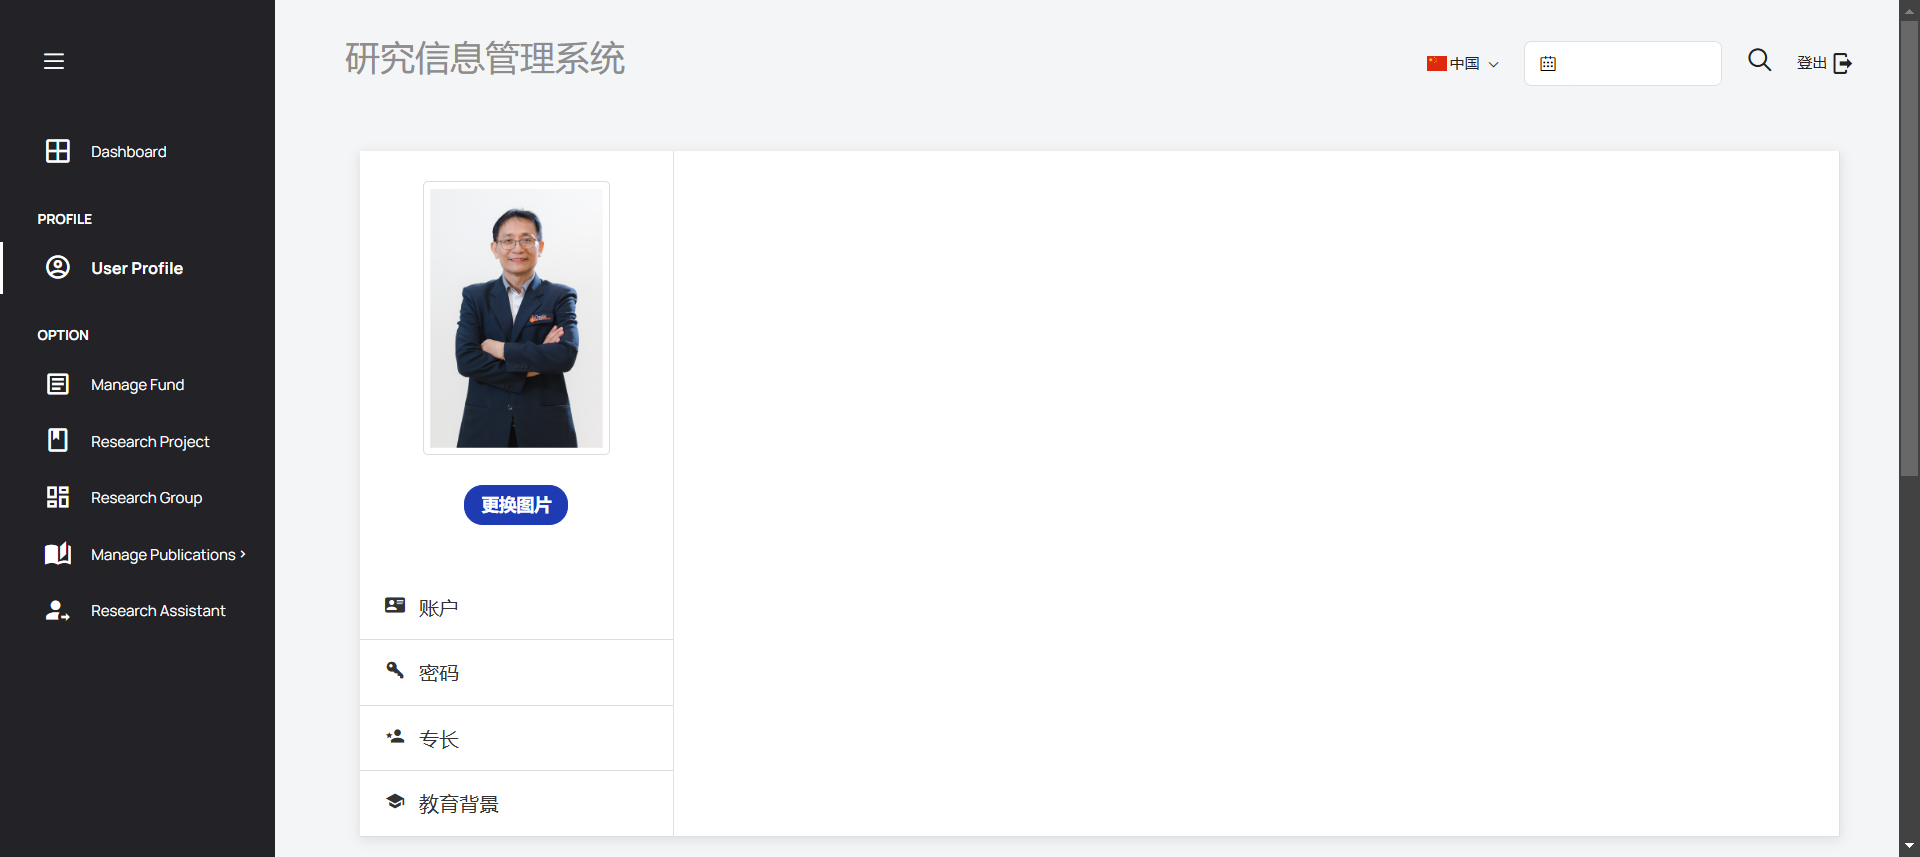 研究信息管理系统
中国
登出
Dashboard
PROFILE
User Profile
OPTION
Manage Fund
Research Project
Research Group
Manage Publications
Research Assistant
更换图片
账户
密码
专长
教育背景